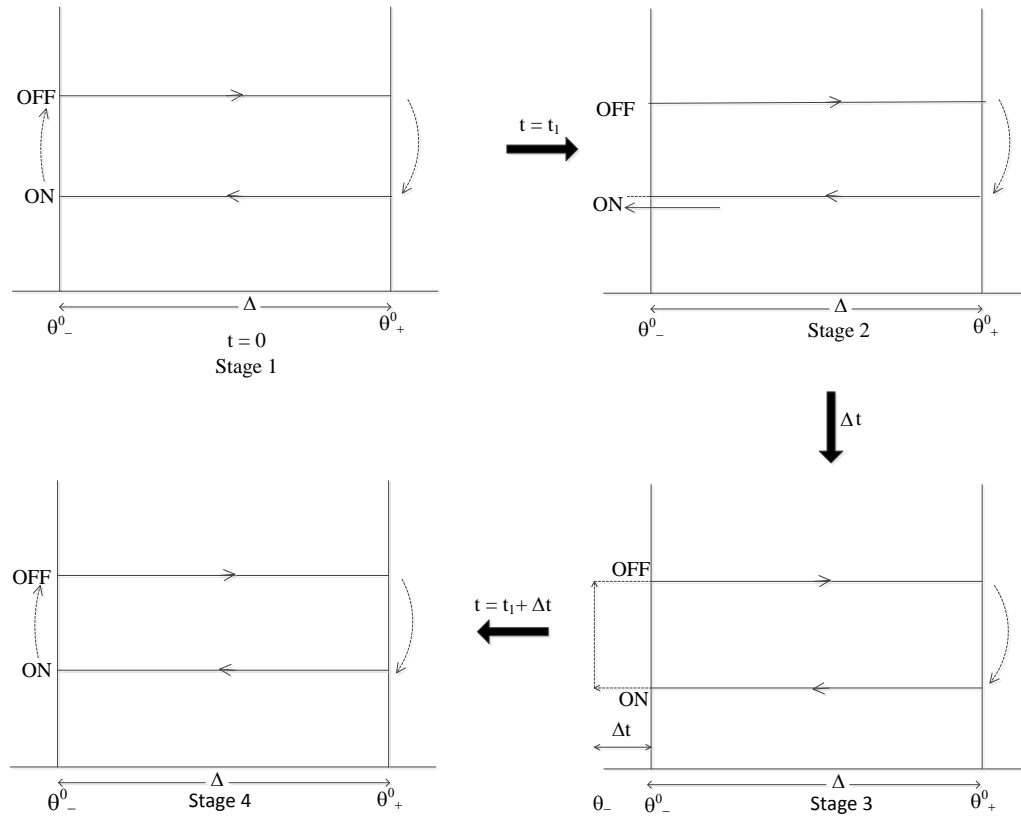 OFF
ON
Δ
θ⁰₋ θ⁰₊
t = 0
Stage 1
t = t₁
OFF
ON
Δ
θ⁰₋ θ⁰₊
Stage 2
Δt
OFF
ON
Δt
Δ
θ₋ θ⁰₋ θ⁰₊
Stage 3
t = t₁+ Δt
OFF
ON
Δ
θ⁰₋ θ⁰₊
Stage 4